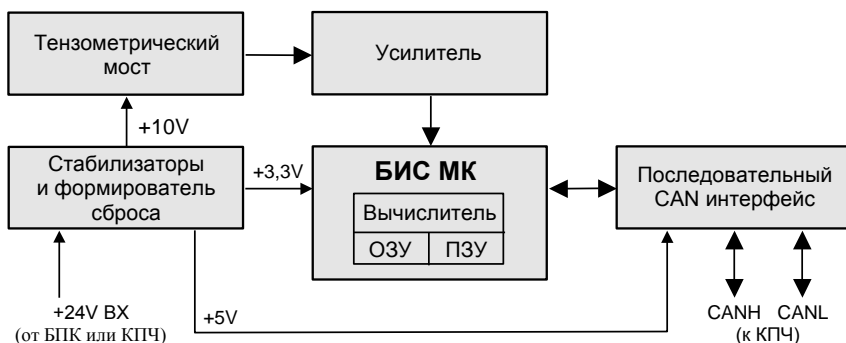 Тензометрический
мост
Усилитель
+10V
Стабилизаторы
и формирователь
сброса
+3,3V
БИС МК
Вычислитель
ОЗУ ПЗУ
Последовательный
CAN интерфейс
+24V ВХ
(от БПК или КПЧ)
+5V
CANH CANL
(к КПЧ)